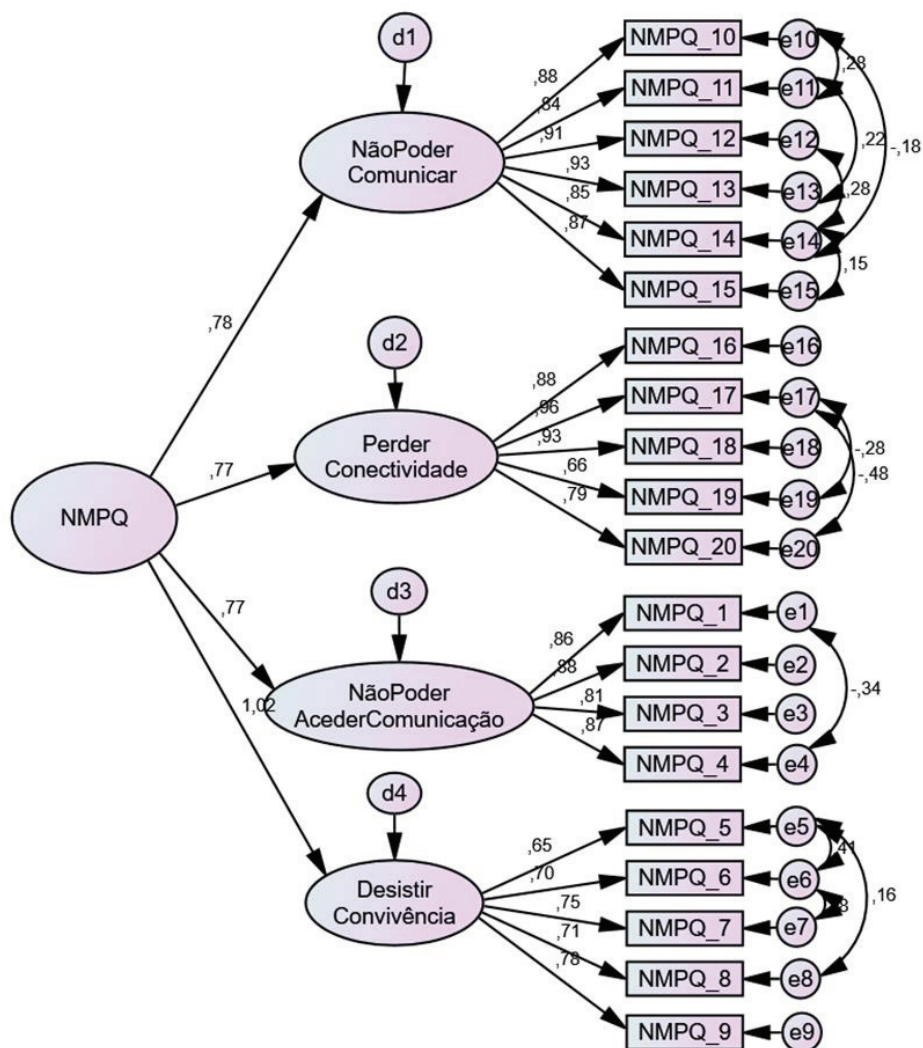 d1
NMPQ_10
e10
,88
,28
NMPQ_11
e11
,84
,91
NMPQ_12
e12
NãoPoder
Comunicar
,22
-,18
,93
NMPQ_13
e13
,85
,28
,87
NMPQ_14
e14
,15
NMPQ_15
e15
,78
d2
NMPQ_16
e16
,88
NMPQ_17
e17
,96
,93
NMPQ_18
e18
-,28
Perder
Conectividade
,77
-,48
,66
NMPQ_19
e19
,79
NMPQ_20
e20
NMPQ
d3
,77
NMPQ_1
e1
,86
NMPQ_2
e2
,88
-,34
NãoPoder
AcederComunicação
1,02
,81
NMPQ_3
e3
,87
NMPQ_4
e4
d4
NMPQ_5
e5
,65
,41
,70
NMPQ_6
e6
Desistir
Convivência
,16
,75
NMPQ_7
e7
,71
,78
NMPQ_8
e8
NMPQ_9
e9